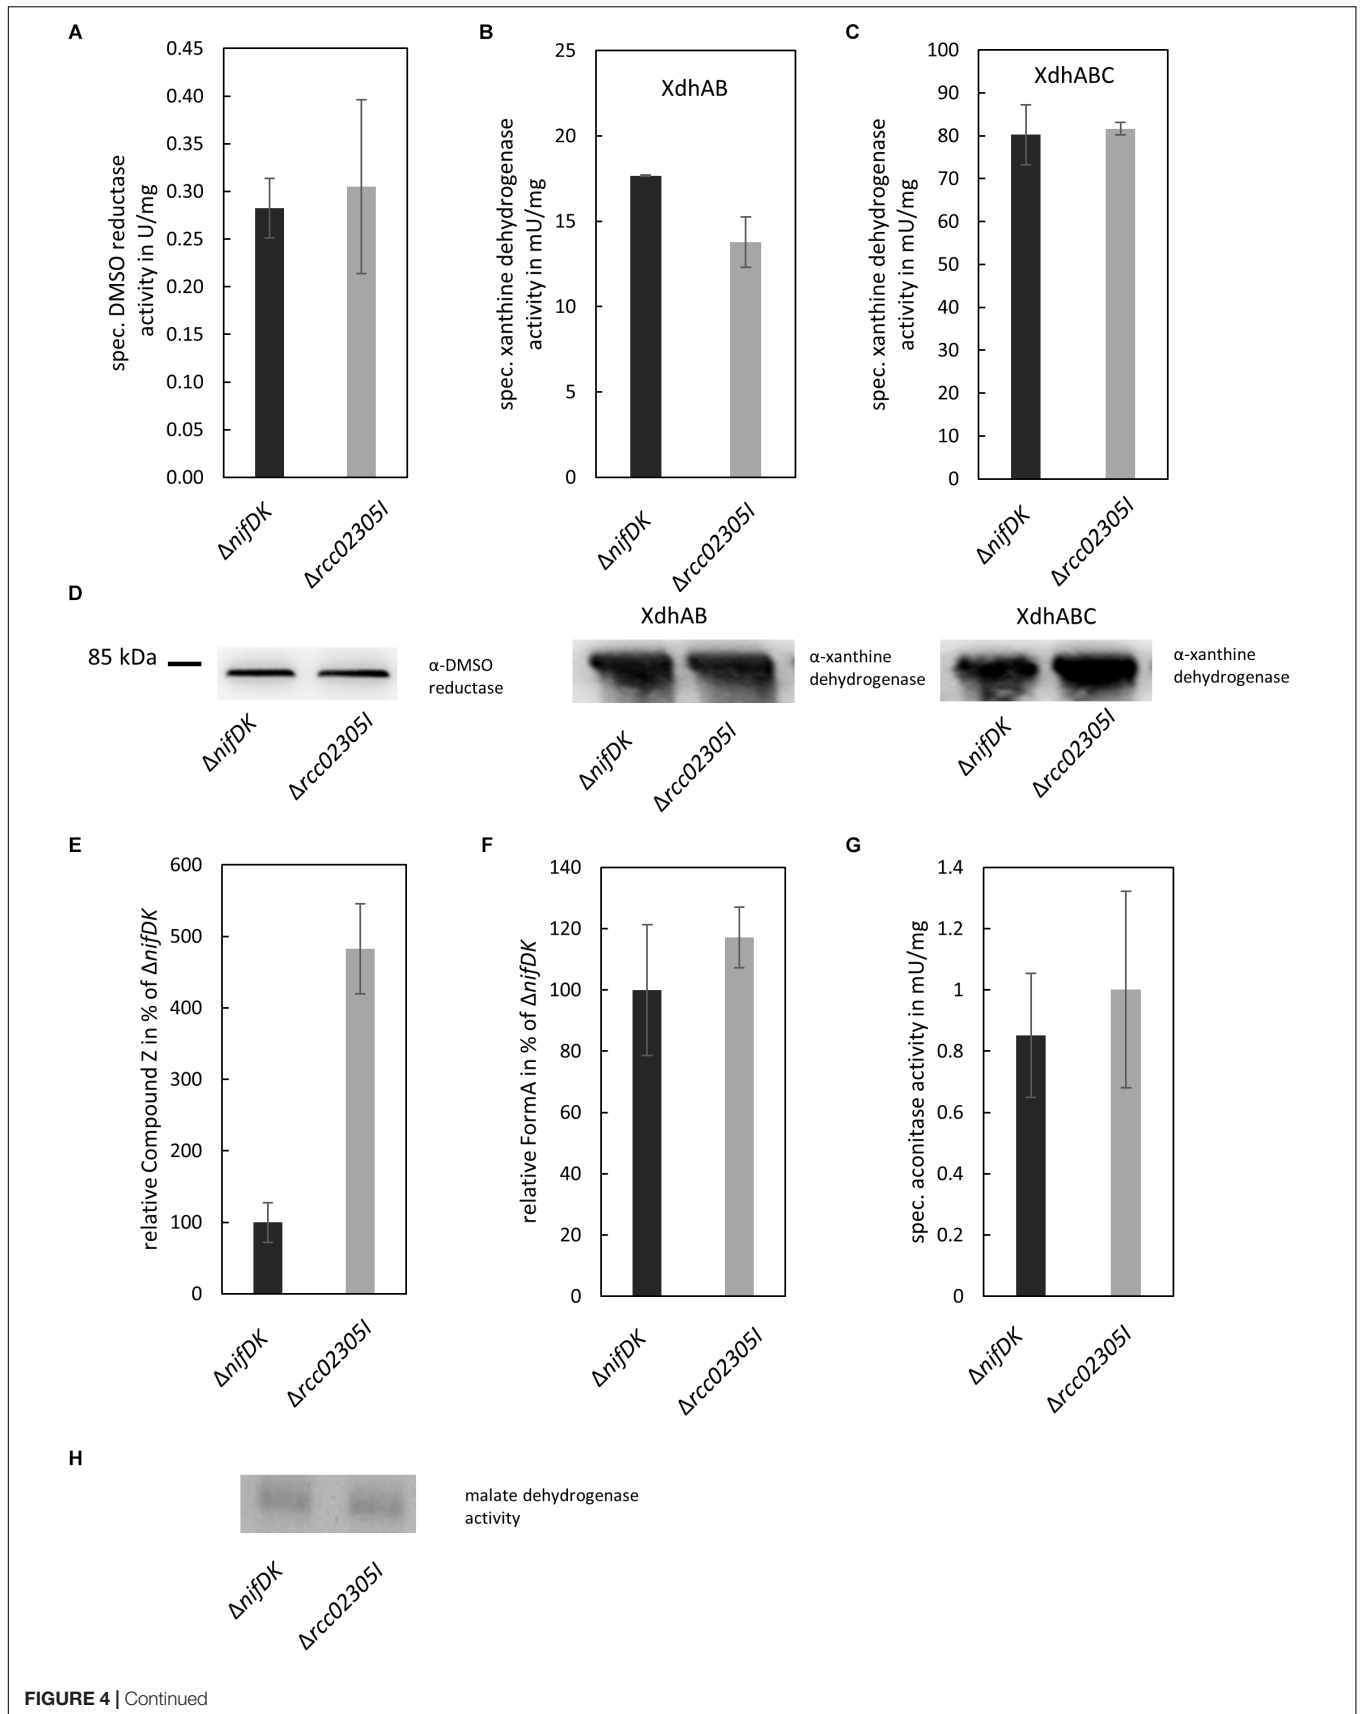 A
spec. DMSO reductase
activity in U/mg
0.45
0.40
0.35
0.30
0.25
0.20
0.15
0.10
0.05
0.00
ΔnifDK
Δrcc02305I
B
spec. xanthine dehydrogenase
activity in mU/mg
XdhAB
25
20
15
10
5
0
ΔnifDK
Δrcc02305I
C
spec. xanthine dehydrogenase
activity in mU/mg
XdhABC
100
90
80
70
60
50
40
30
20
10
0
ΔnifDK
Δrcc02305I
D
85 kDa
α-DMSO
reductase
ΔnifDK
Δrcc02305I
XdhAB
α-xanthine
dehydrogenase
ΔnifDK
Δrcc02305I
XdhABC
α-xanthine
dehydrogenase
ΔnifDK
Δrcc02305I
E
relative Compound Z in % of ΔnifDK
600
500
400
300
200
100
0
ΔnifDK
Δrcc02305I
F
relative FormA in % of ΔnifDK
140
120
100
80
60
40
20
0
ΔnifDK
Δrcc02305I
G
spec. aconitase activity in mU/mg
1.4
1.2
1
0.8
0.6
0.4
0.2
0
ΔnifDK
Δrcc02305I
H
malate dehydrogenase
activity
ΔnifDK
Δrcc02305I
FIGURE 4 | Continued